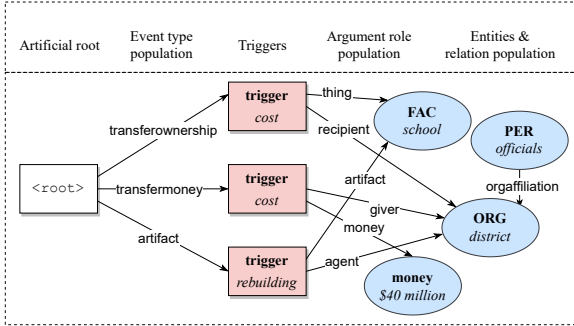 Artificial root
Event type
population
Triggers
Argument role
population
Entities &
relation population
trigger
cost
thing
FAC
school
PER
officials
transferownership
recipient
<root>
transfermoney
trigger
cost
artifact
orgaffiliation
giver
ORG
district
money
artifact
trigger
rebuilding
agent
money
$40 million